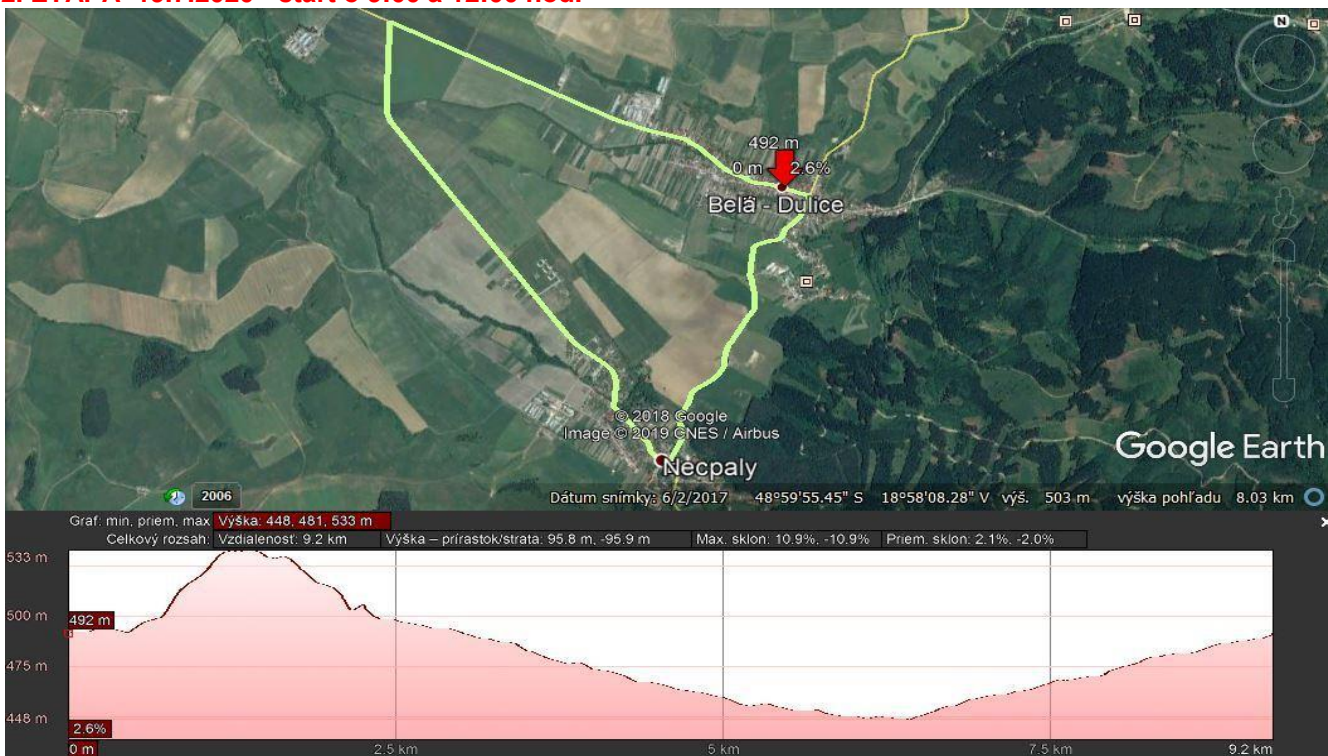 492 m
0 m 2.6%
Belá - Dulice
N
© 2018 Google
Image © 2019 CNES / Airbus
Necpaly
Google Earth
2006
Dátum snímky: 6/2/2017 48°59'55.45" S 18°58'08.28" V výš. 503 m výška pohľadu 8.03 km
Graf: min, priem, max Výška: 448, 481, 533 m
Celkový rozsah: Vzdialenosť: 9.2 km Výška – prírastok/strata: 95.8 m, -95.9 m Max. sklon: 10.9%, -10.9% Priem. sklon: 2.1%, -2.0%
533 m
500 m
492 m
475 m
448 m
2.6%
0 m 2.5 km 5 km 7.5 km 9.2 km